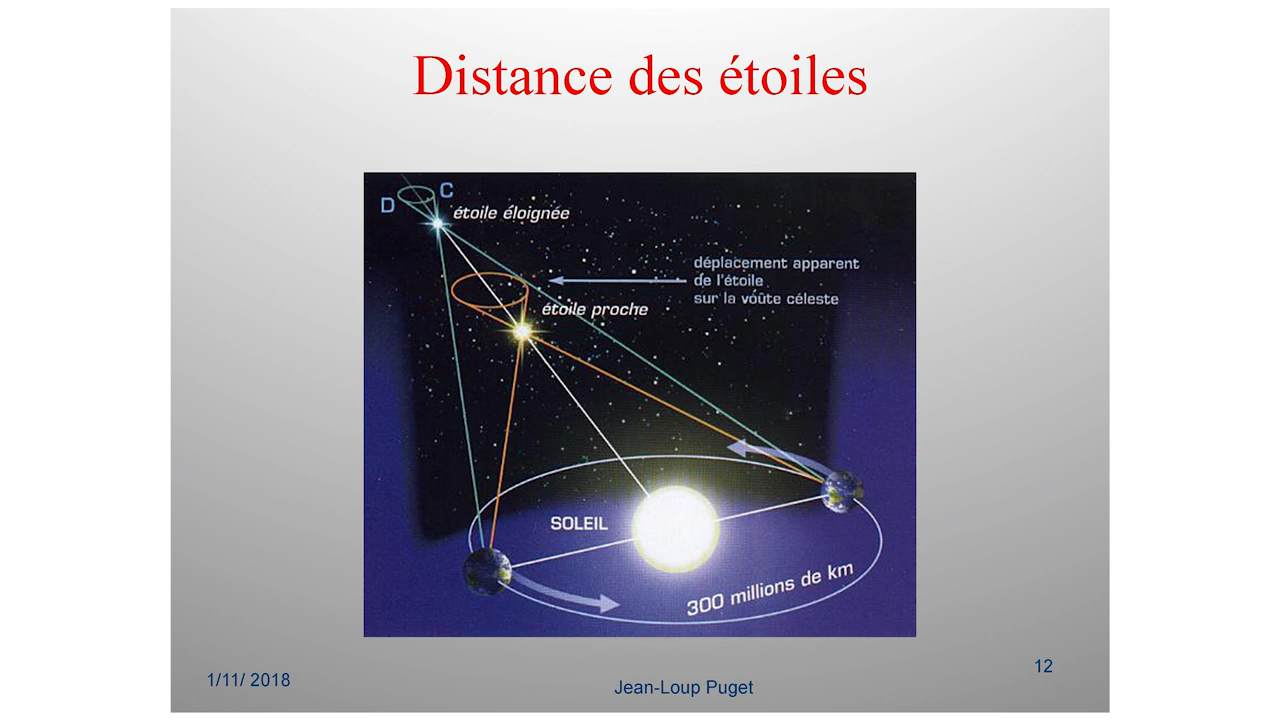 Distance des étoiles
C
D
étoile éloignée
déplacement apparent
de l'étoile
sur la voûte céleste
étoile proche
SOLEIL
300 millions de km
1/11/ 2018
Jean-Loup Puget
12